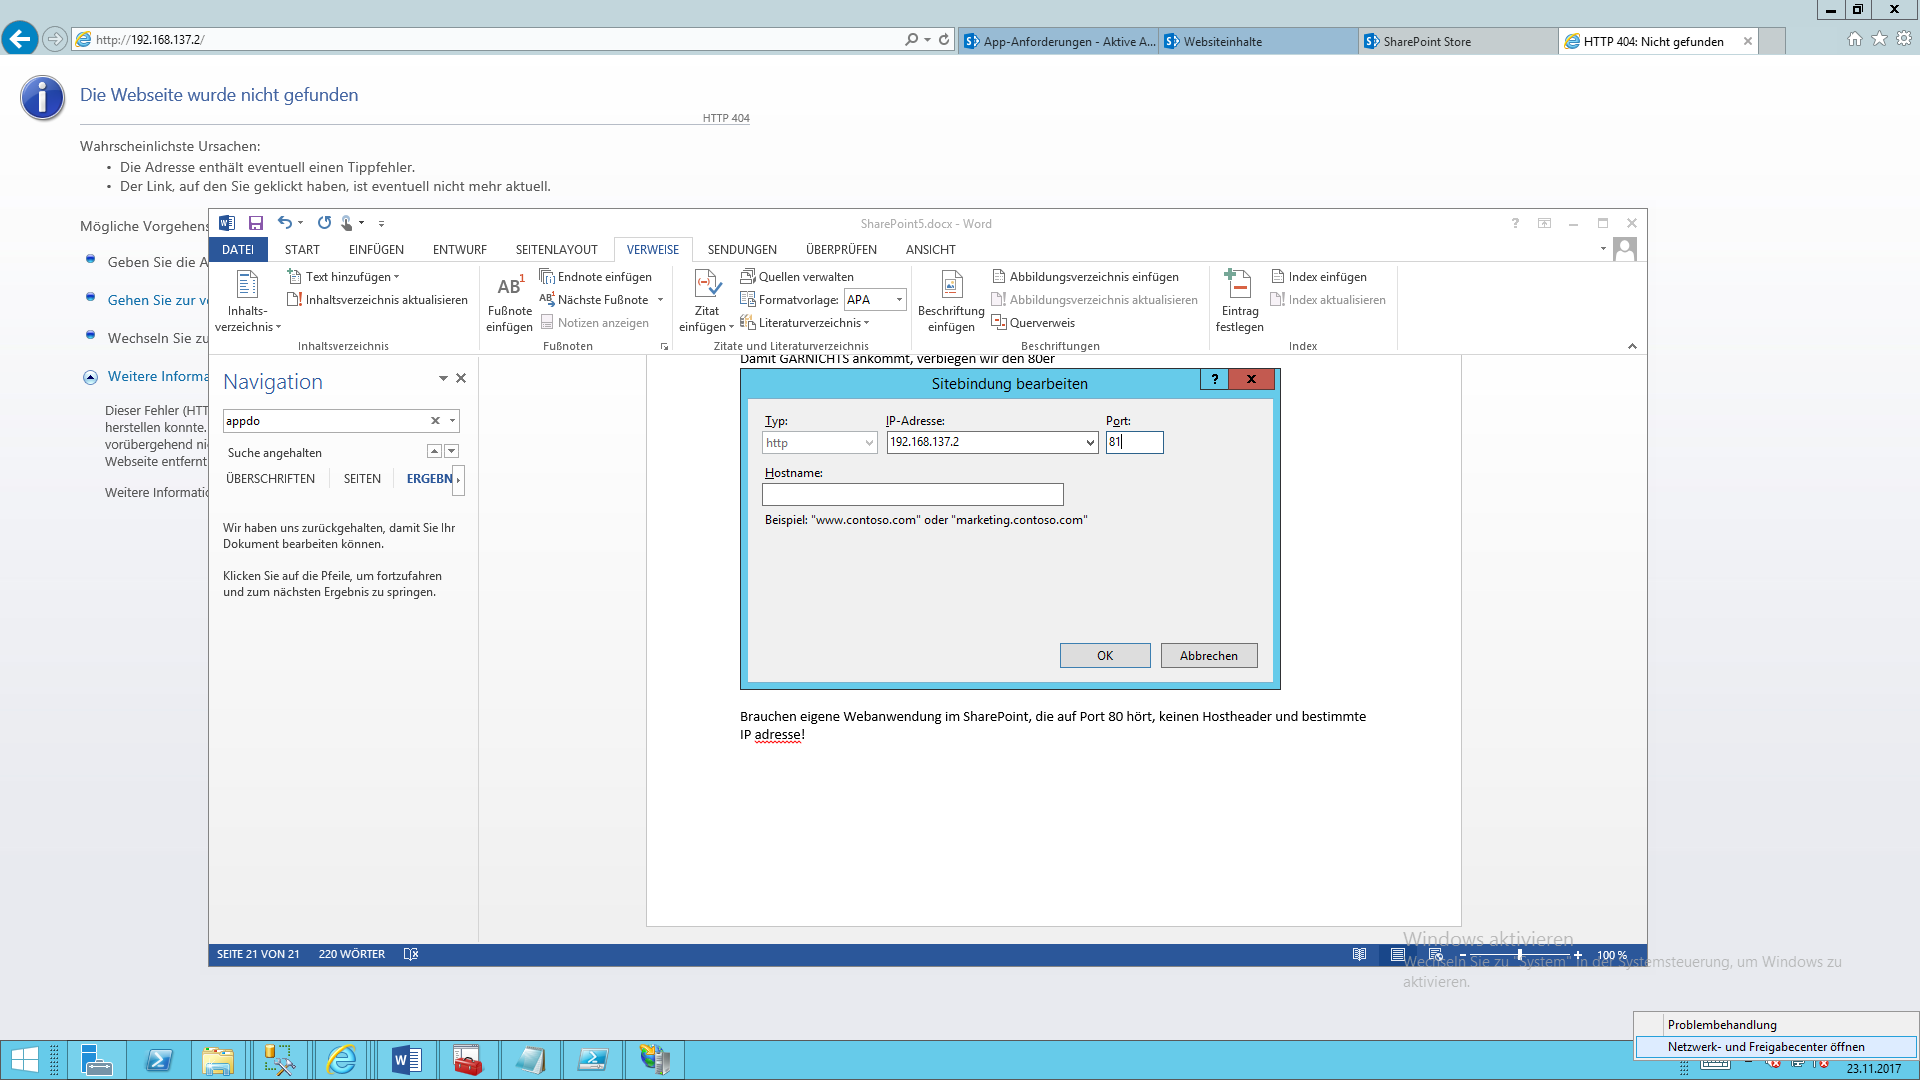 http://192.168.137.2/
App-Anforderungen - Aktive A...
Websiteinhalte
SharePoint Store
HTTP 404: Nicht gefunden
Die Webseite wurde nicht gefunden
HTTP 404
Wahrscheinlichste Ursachen:
• Die Adresse enthält eventuell einen Tippfehler.
• Der Link, auf den Sie geklickt haben, ist eventuell nicht mehr aktuell.
Mögliche Vorgehens
Geben Sie die A
Gehen Sie zur v
Wechseln Sie zu
Weitere Informa
Dieser Fehler (HTT
herstellen konnte.
vorübergehend ni
Webseite entfernt
Weitere Informatio
SharePoint5.docx - Word
DATEI START EINFÜGEN ENTWURF SEITENLAYOUT VERWEISE SENDUNGEN ÜBERPRÜFEN ANSICHT
Inhalts-
verzeichnis
Text hinzufügen
Inhaltsverzeichnis aktualisieren
Inhaltsverzeichnis
AB¹
Fußnote
einfügen
Endnote einfügen
Nächste Fußnote
Notizen anzeigen
Fußnoten
Zitat
einfügen
Quellen verwalten
Formatvorlage: APA
Literaturverzeichnis
Zitate und Literaturverzeichnis
Beschriftung
einfügen
Abbildungsverzeichnis einfügen
Abbildungsverzeichnis aktualisieren
Querverweis
Beschriftungen
Eintrag
festlegen
Index einfügen
Index aktualisieren
Index
Navigation
appdo
Suche angehalten
ÜBERSCHRIFTEN SEITEN ERGEBN
Wir haben uns zurückgehalten, damit Sie Ihr
Dokument bearbeiten können.
Klicken Sie auf die Pfeile, um fortzufahren
und zum nächsten Ergebnis zu springen.
Damit GARNICHTS ankommt, verbiegen wir den 80er
Sitebindung bearbeiten
Typ: IP-Adresse: Port:
http 192.168.137.2 81
Hostname:
Beispiel: "www.contoso.com" oder "marketing.contoso.com"
OK Abbrechen
Brauchen eigene Webanwendung im SharePoint, die auf Port 80 hört, keinen Hostheader und bestimmte
IP adresse!
SEITE 21 VON 21 220 WÖRTER
100 %
Windows aktivieren
Wechseln Sie zu "System" in der Systemsteuerung, um Windows zu
aktivieren.
Problembehandlung
Netzwerk- und Freigabecenter öffnen
23.11.2017